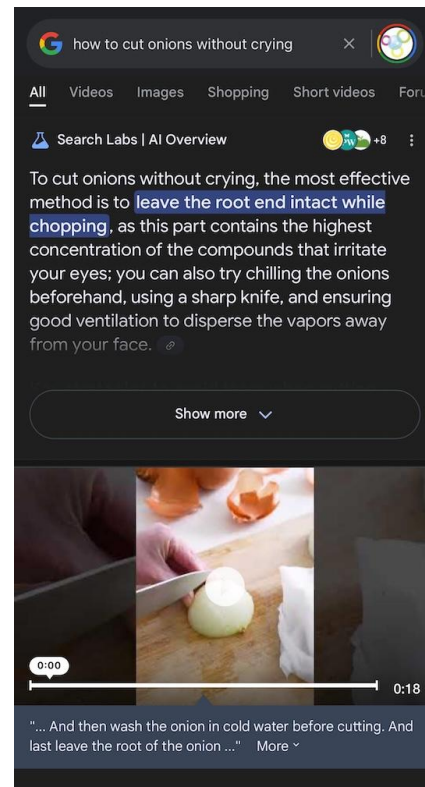 how to cut onions without crying
All Videos Images Shopping Short videos Foru
Search Labs | AI Overview
+8
To cut onions without crying, the most effective
method is to leave the root end intact while
chopping, as this part contains the highest
concentration of the compounds that irritate
your eyes; you can also try chilling the onions
beforehand, using a sharp knife, and ensuring
good ventilation to disperse the vapors away
from your face.
Show more
0:00
0:18
"... And then wash the onion in cold water before cutting. And
last leave the root of the onion ..." More